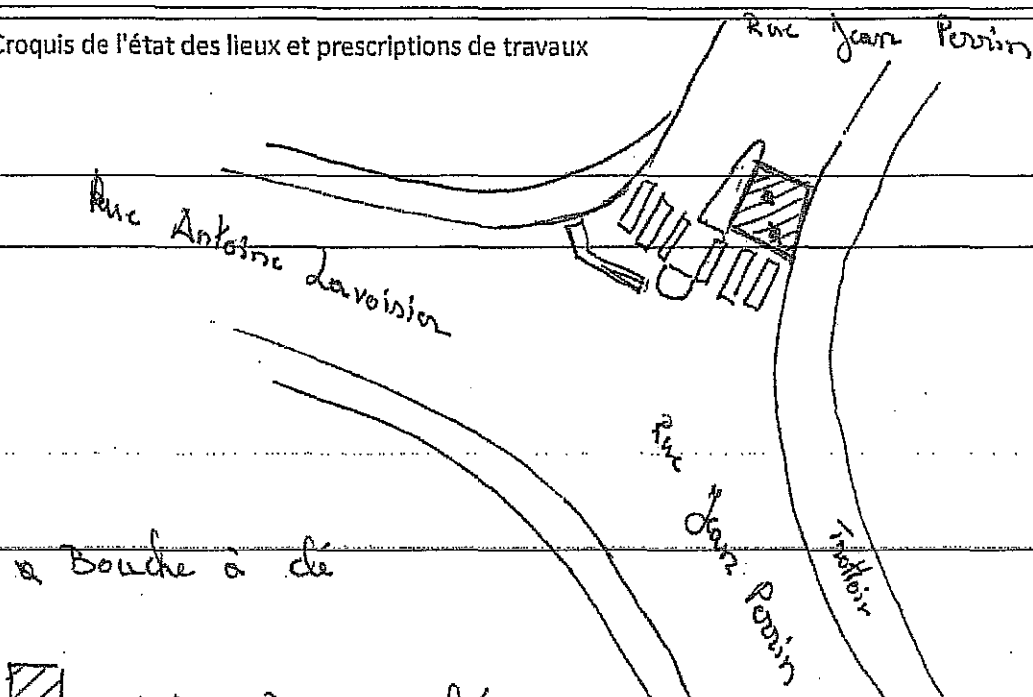 Croquis de l'état des lieux et prescriptions de travaux
Rue Jean Perrin
Rue Antoine Lavoisier
Rue Jean Perrin
Trottoir
Bouche à clé